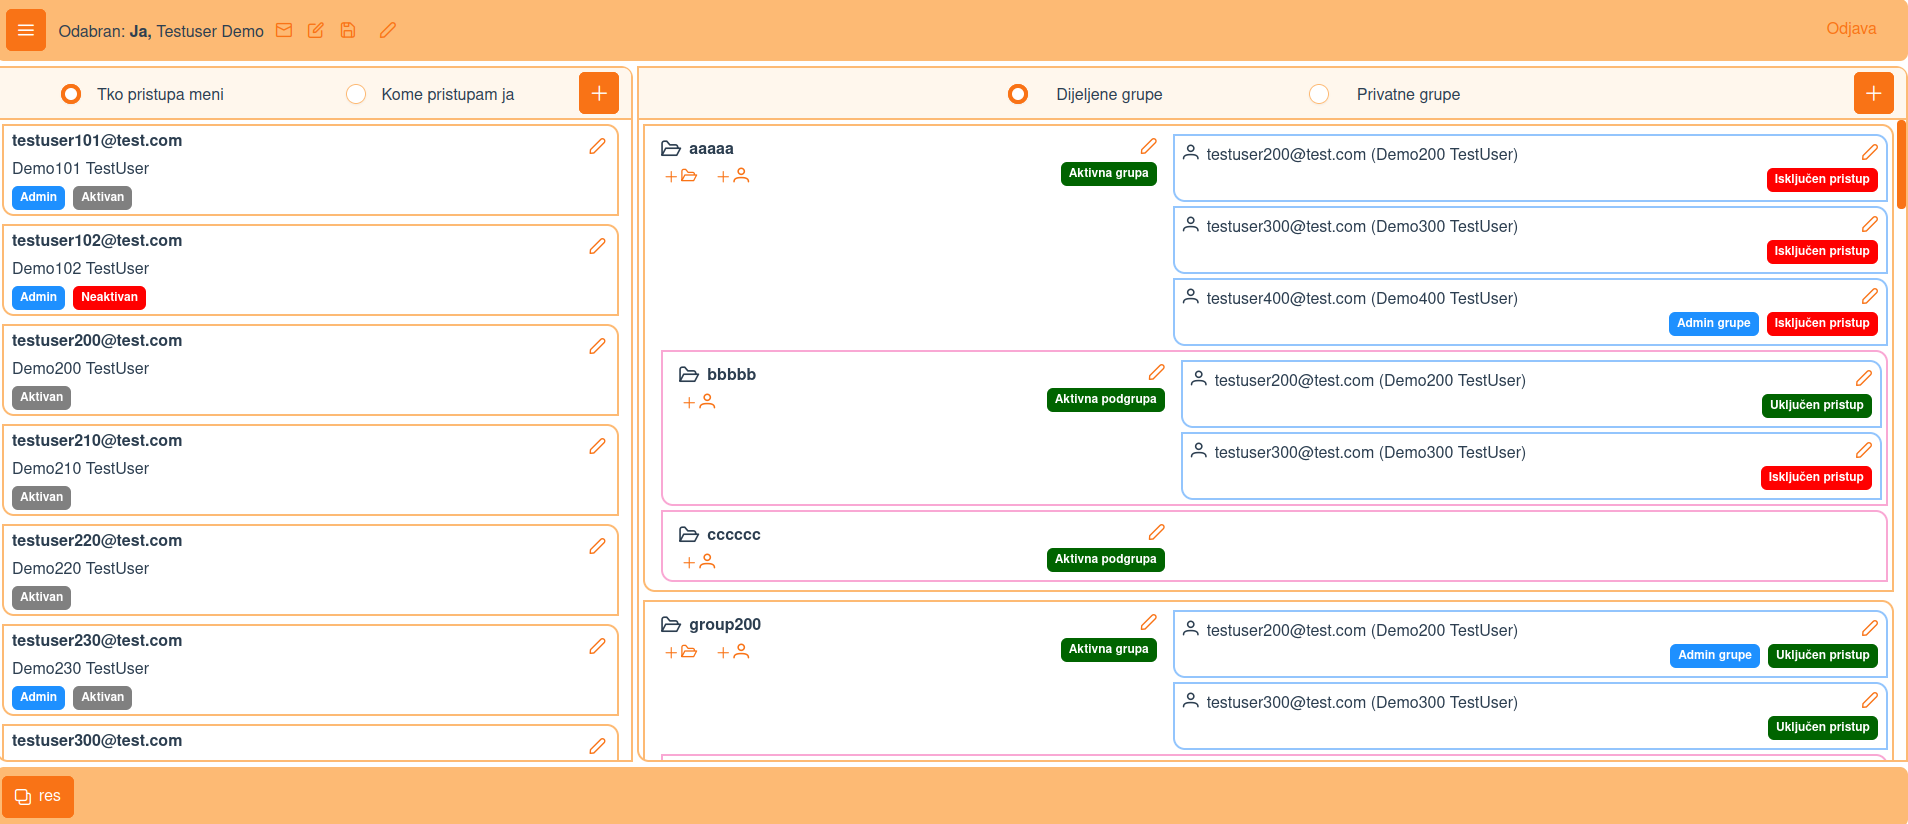 Odabran: Ja, Testuser Demo
Odjava
Tko pristupa meni
Kome pristupam ja
testuser101@test.com
Demo101 TestUser
Admin Aktivan
testuser102@test.com
Demo102 TestUser
Admin Neaktivan
testuser200@test.com
Demo200 TestUser
Aktivan
testuser210@test.com
Demo210 TestUser
Aktivan
testuser220@test.com
Demo220 TestUser
Aktivan
testuser230@test.com
Demo230 TestUser
Admin Aktivan
testuser300@test.com
Dijeljene grupe
Privatne grupe
aaaaa
Aktivna grupa
testuser200@test.com (Demo200 TestUser)
Isključen pristup
testuser300@test.com (Demo300 TestUser)
Isključen pristup
testuser400@test.com (Demo400 TestUser)
Admin grupe Isključen pristup
bbbbb
Aktivna podgrupa
testuser200@test.com (Demo200 TestUser)
Uključen pristup
testuser300@test.com (Demo300 TestUser)
Isključen pristup
cccccc
Aktivna podgrupa
group200
Aktivna grupa
testuser200@test.com (Demo200 TestUser)
Admin grupe Uključen pristup
testuser300@test.com (Demo300 TestUser)
Uključen pristup
res